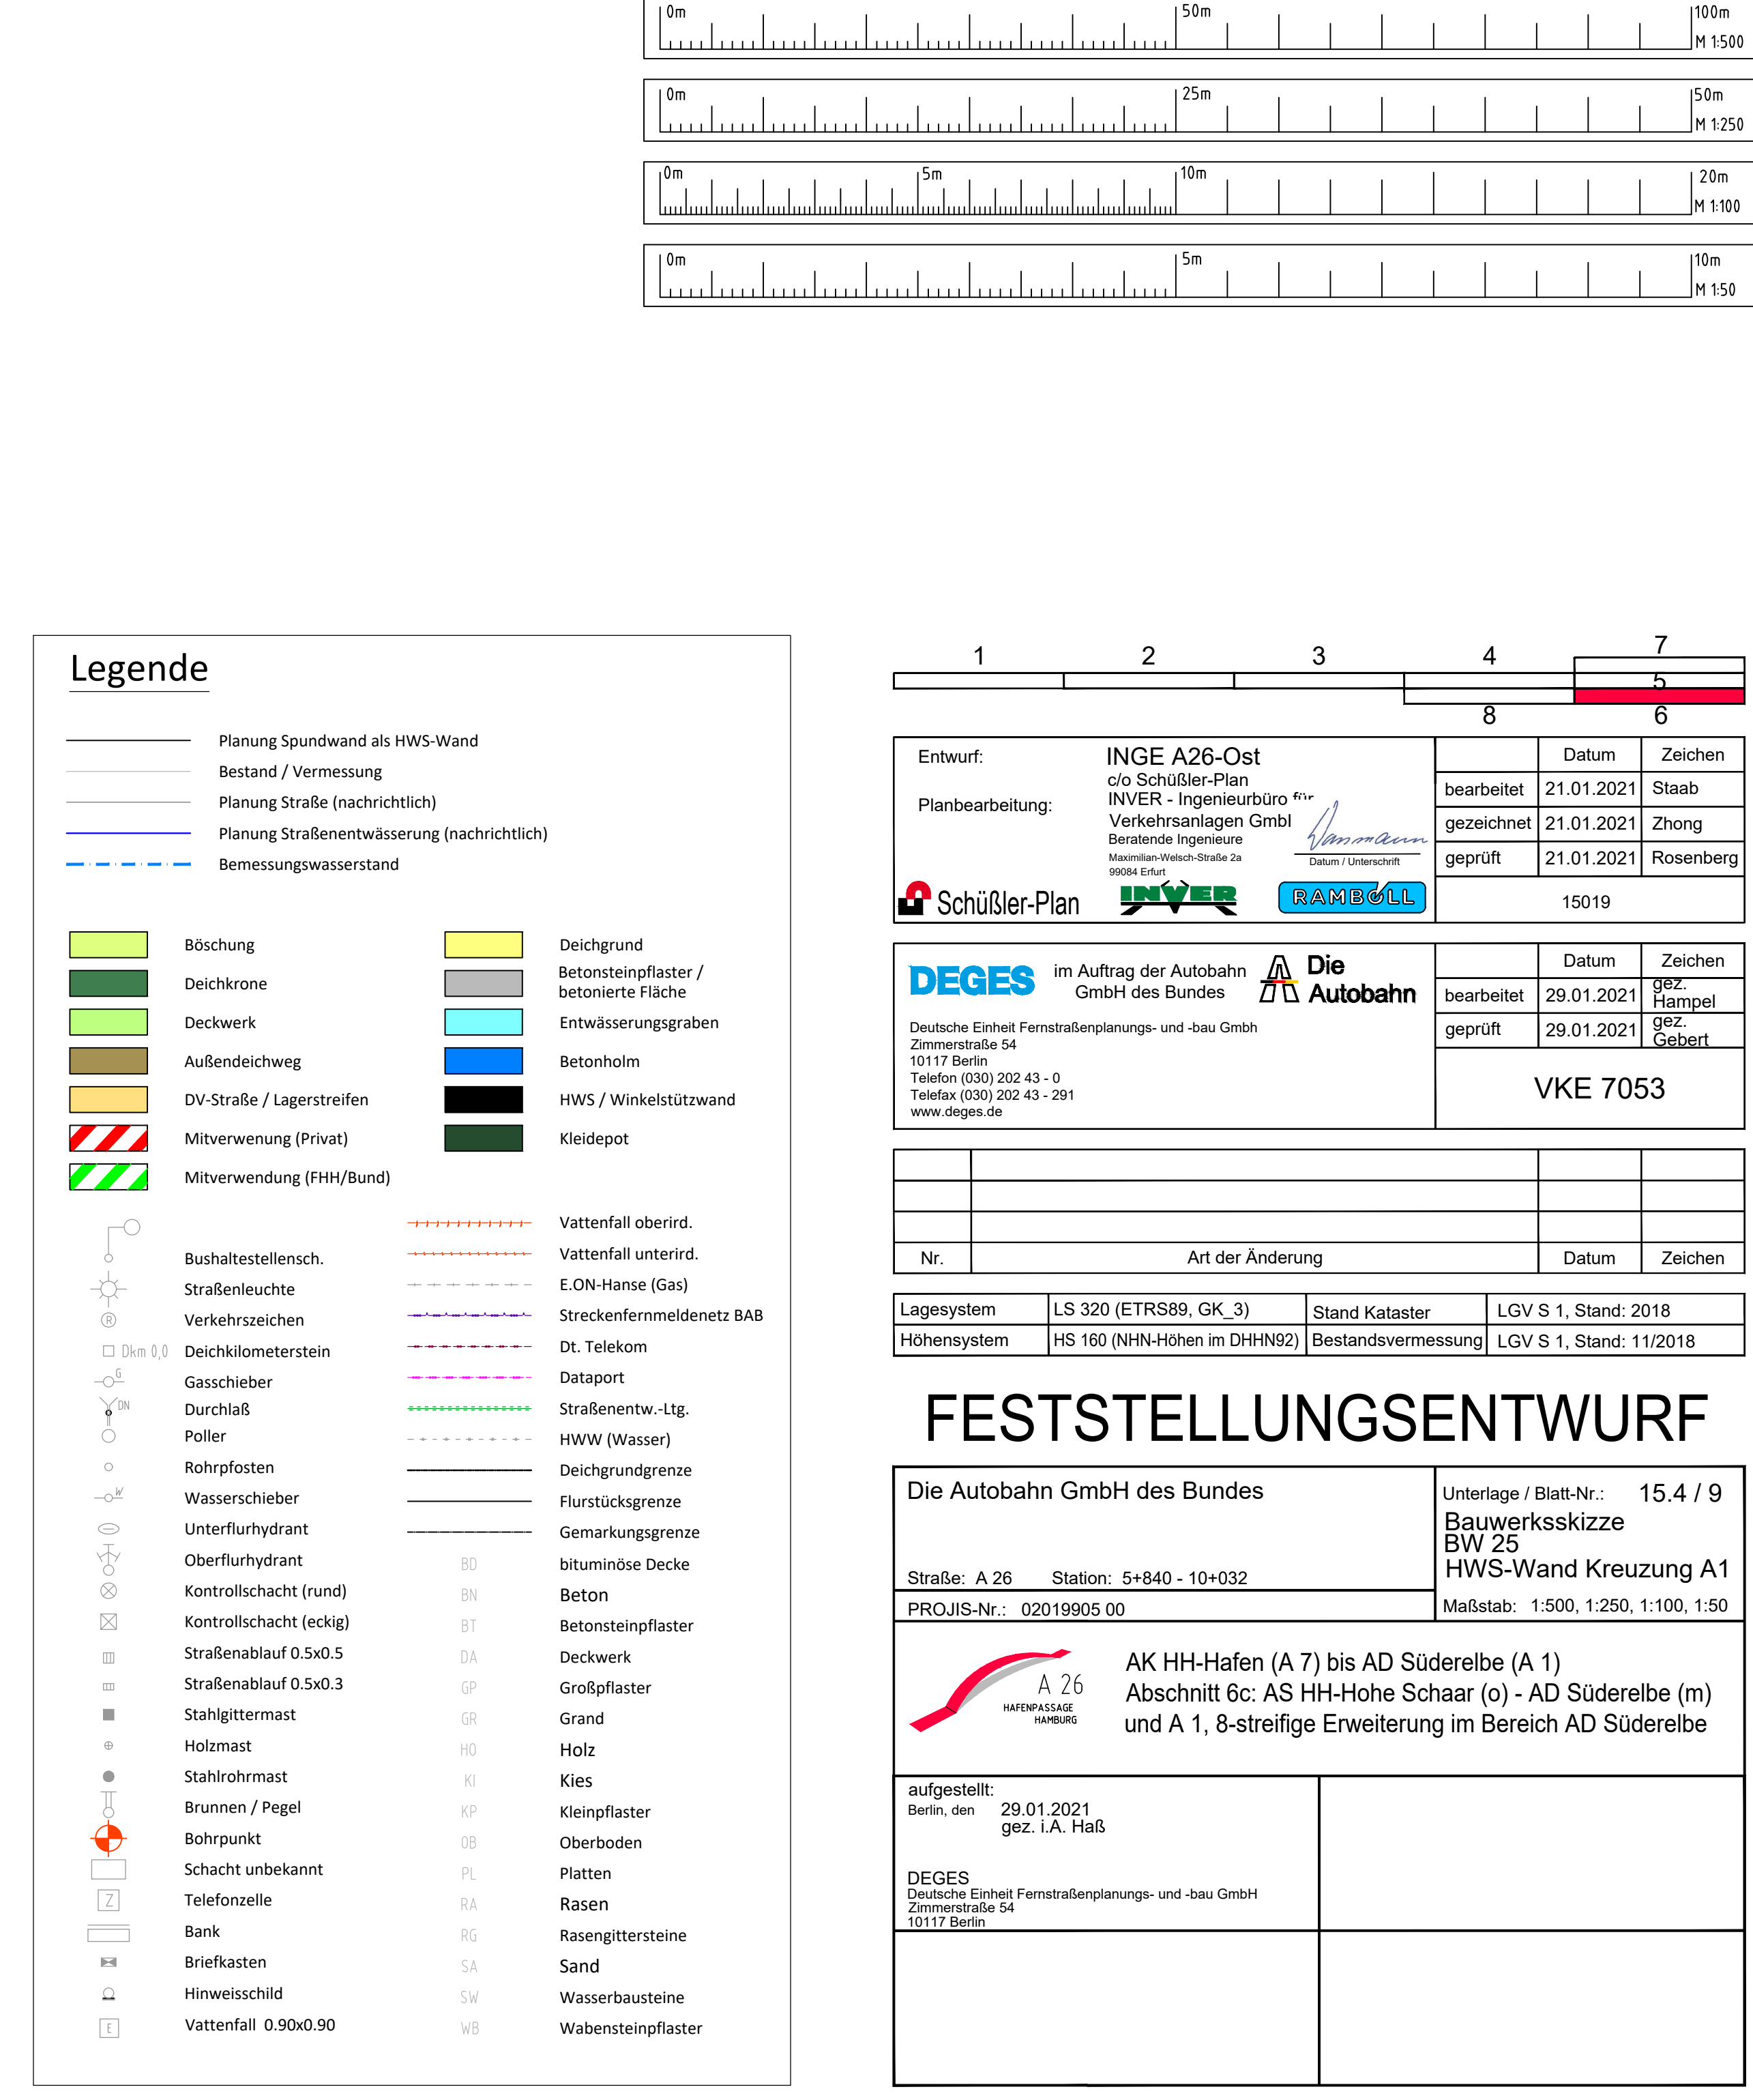 0m 50m 100m
M 1:500
0m 25m 50m
M 1:250
0m 5m 10m 20m
M 1:100
0m 5m 10m
M 1:50
Legende
Planung Spundwand als HWS-Wand
Bestand / Vermessung
Planung Straße (nachrichtlich)
Planung Straßenentwässerung (nachrichtlich)
Bemessungswasserstand
Böschung
Deichkrone
Deckwerk
Außendeichweg
DV-Straße / Lagerstreifen
Mitverwenung (Privat)
Mitverwendung (FHH/Bund)
Deichgrund
Betonsteinpflaster /
betonierte Fläche
Entwässerungsgraben
Betonholm
HWS / Winkelstützwand
Kleidepot
Bushaltestellensch.
Straßenleuchte
R Verkehrszeichen
Dkm 0,0 Deichkilometerstein
G Gasschieber
DN Durchlaß
Poller
Rohrpfosten
W Wasserschieber
Unterflurhydrant
Oberflurhydrant
Kontrollschacht (rund)
Kontrollschacht (eckig)
Straßenablauf 0.5x0.5
Straßenablauf 0.5x0.3
Stahlgittermast
Holzmast
Stahlrohrmast
Brunnen / Pegel
Bohrpunkt
Schacht unbekannt
Z Telefonzelle
Bank
Briefkasten
Hinweisschild
E Vattenfall 0.90x0.90
Vattenfall oberird.
Vattenfall unterird.
E.ON-Hanse (Gas)
Streckenfernmeldenetz BAB
Dt. Telekom
Dataport
Straßenentw.-Ltg.
HWW (Wasser)
Deichgrundgrenze
Flurstücksgrenze
Gemarkungsgrenze
BD bituminöse Decke
BN Beton
BT Betonsteinpflaster
DA Deckwerk
GP Großpflaster
GR Grand
HO Holz
KI Kies
KP Kleinpflaster
OB Oberboden
PL Platten
RA Rasen
RG Rasengittersteine
SA Sand
SW Wasserbausteine
WB Wabensteinpflaster
1 2 3 4 7
5
8 6
Entwurf:
Planbearbeitung:
INGE A26-Ost
c/o Schüßler-Plan
INVER - Ingenieurbüro für
Verkehrsanlagen GmbI
Beratende Ingenieure
Maximilian-Welsch-Straße 2a
99084 Erfurt
Datum / Unterschrift
Schüßler-Plan INVER RAMBOLL
Datum Zeichen
bearbeitet 21.01.2021 Staab
gezeichnet 21.01.2021 Zhong
geprüft 21.01.2021 Rosenberg
15019
DEGES im Auftrag der Autobahn
GmbH des Bundes
Die
Autobahn
Deutsche Einheit Fernstraßenplanungs- und -bau Gmbh
Zimmerstraße 54
10117 Berlin
Telefon (030) 202 43 - 0
Telefax (030) 202 43 - 291
www.deges.de
Datum Zeichen
bearbeitet 29.01.2021 gez.
Hampel
geprüft 29.01.2021 gez.
Gebert
VKE 7053
Nr. Art der Änderung Datum Zeichen
Lagesystem LS 320 (ETRS89, GK_3) Stand Kataster LGV S 1, Stand: 2018
Höhensystem HS 160 (NHN-Höhen im DHHN92) Bestandsvermessung LGV S 1, Stand: 11/2018
FESTSTELLUNGSENTWURF
Die Autobahn GmbH des Bundes
Straße: A 26 Station: 5+840 - 10+032
PROJIS-Nr.: 02019905 00
Unterlage / Blatt-Nr.: 15.4 / 9
Bauwerksskizze
BW 25
HWS-Wand Kreuzung A1
Maßstab: 1:500, 1:250, 1:100, 1:50
A 26
HAFENPASSAGE
HAMBURG
AK HH-Hafen (A 7) bis AD Süderelbe (A 1)
Abschnitt 6c: AS HH-Hohe Schaar (o) - AD Süderelbe (m)
und A 1, 8-streifige Erweiterung im Bereich AD Süderelbe
aufgestellt:
Berlin, den 29.01.2021
gez. i.A. Haß
DEGES
Deutsche Einheit Fernstraßenplanungs- und -bau GmbH
Zimmerstraße 54
10117 Berlin